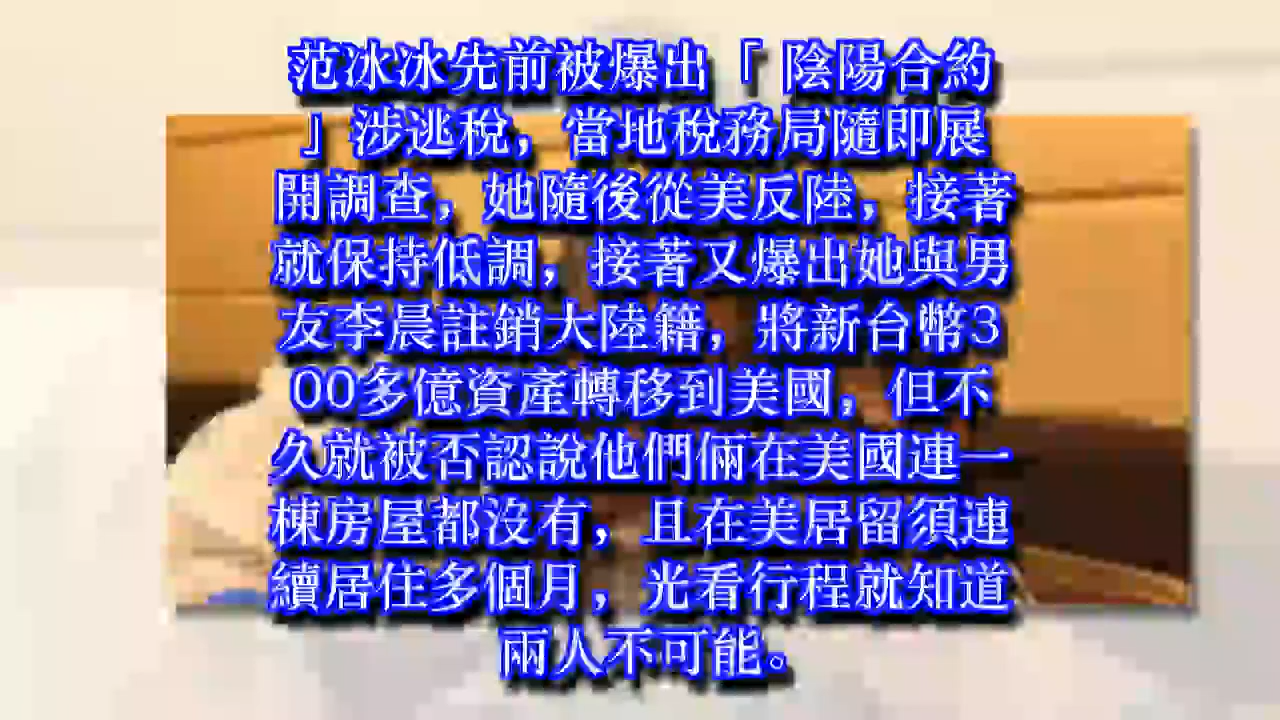 范冰冰先前被爆出「 陰陽合約
」涉逃稅，當地稅務局隨即展
開調查，她隨後從美反陸，接著
就保持低調，接著又爆出她與男
友李晨註銷大陸籍，將新台幣3
00多億資產轉移到美國，但不
久就被否認說他們倆在美國連一
棟房屋都沒有，且在美居留須連
續居住多個月，光看行程就知道
兩人不可能。